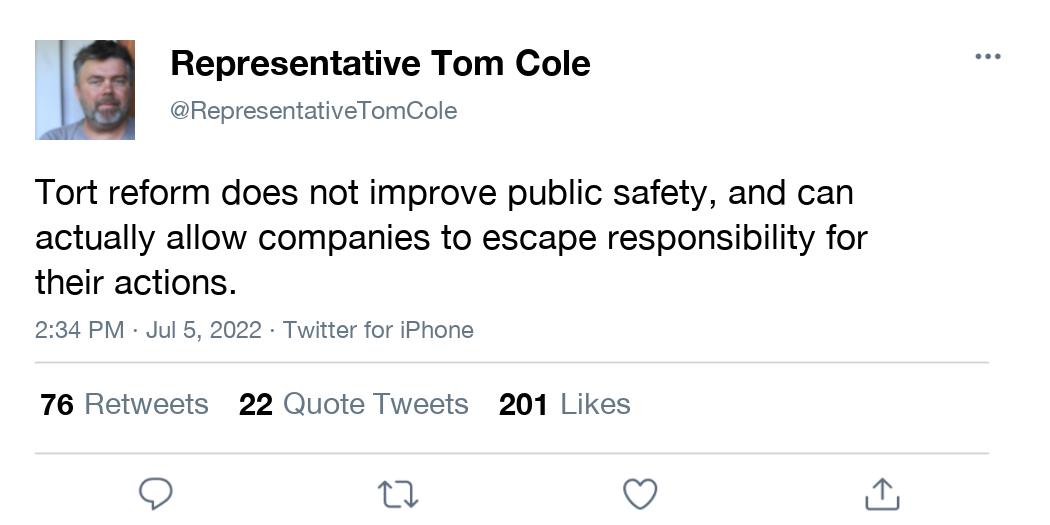 Representative Tom Cole
@RepresentativeTomCole
Tort reform does not improve public safety, and can
actually allow companies to escape responsibility for
their actions.
2:34 PM · Jul 5, 2022 · Twitter for iPhone
76 Retweets 22 Quote Tweets 201 Likes